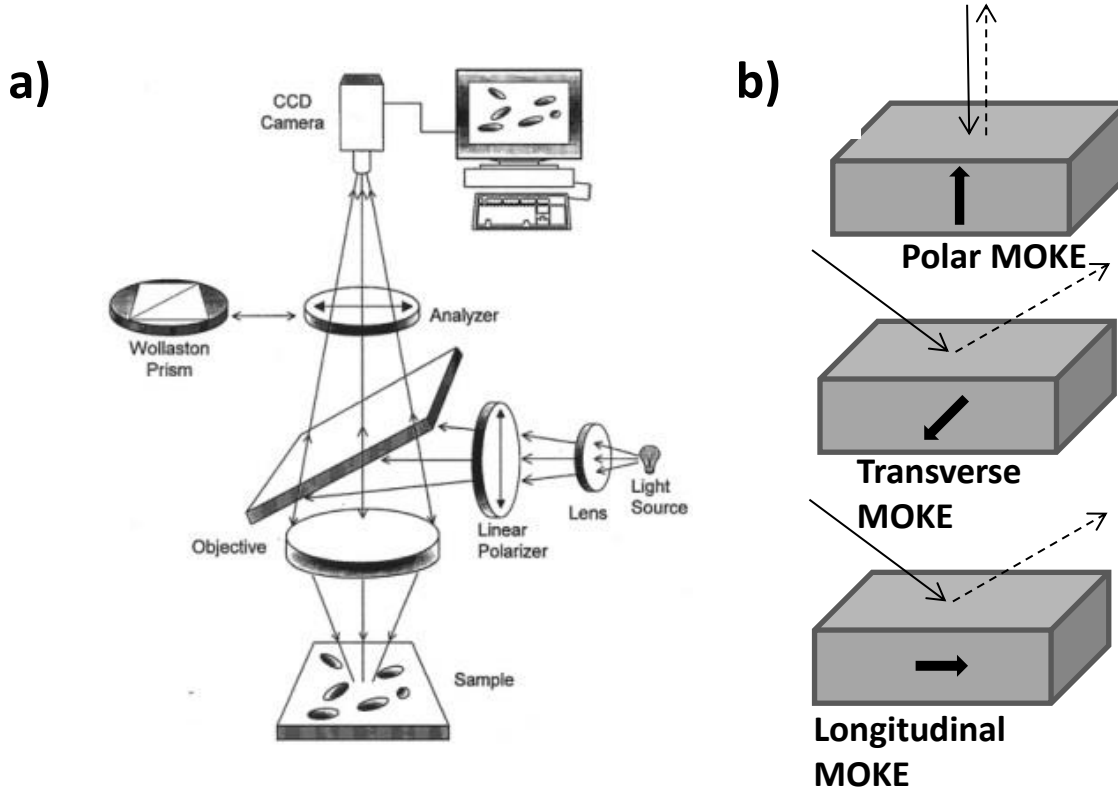 a)
CCD
Camera
Analyzer
Wollaston
Prism
Light
Source
Lens
Linear
Polarizer
Objective
Sample
b)
Polar MOKE
Transverse
MOKE
Longitudinal
MOKE